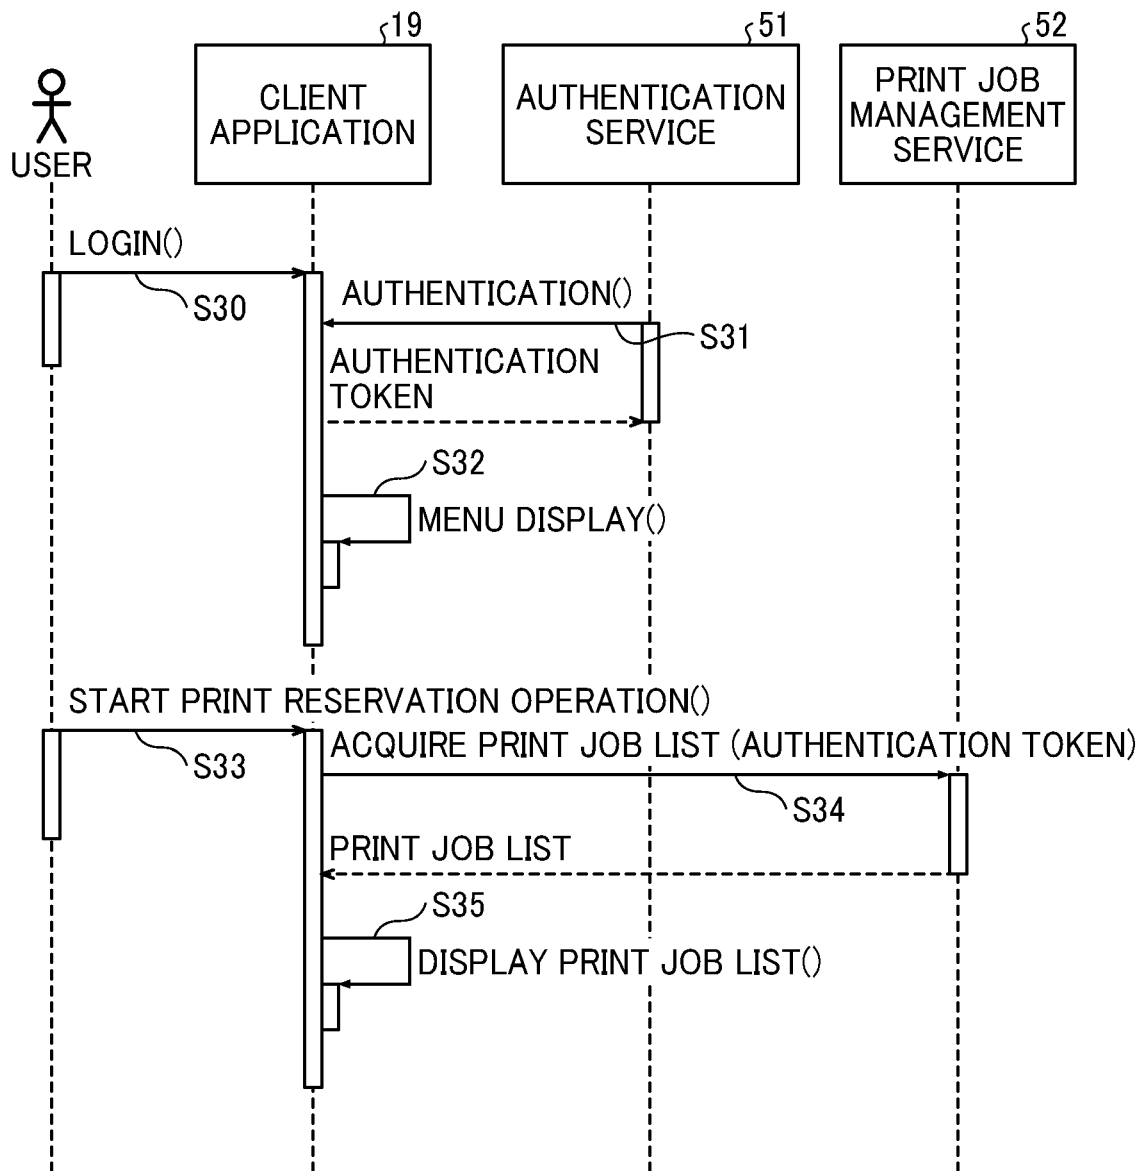 19
51
52
CLIENT
APPLICATION
AUTHENTICATION
SERVICE
PRINT JOB
MANAGEMENT
SERVICE
USER
LOGIN()
S30
AUTHENTICATION()
S31
AUTHENTICATION
TOKEN
S32
MENU DISPLAY()
START PRINT RESERVATION OPERATION()
S33
ACQUIRE PRINT JOB LIST (AUTHENTICATION TOKEN)
S34
PRINT JOB LIST
S35
DISPLAY PRINT JOB LIST()